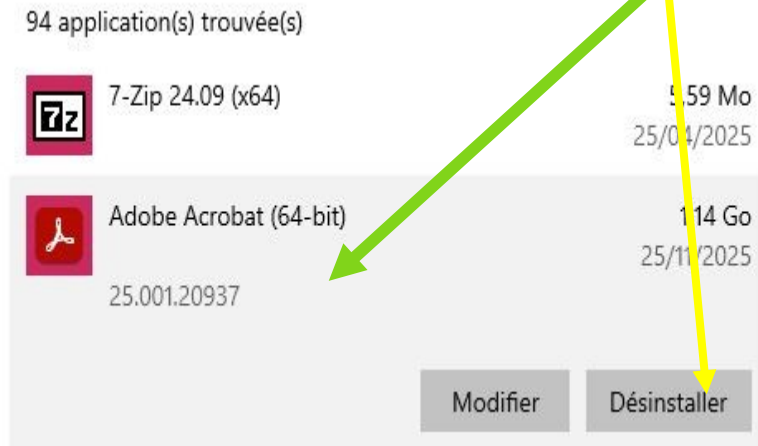 94 application(s) trouvée(s)
7z
7-Zip 24.09 (x64)
5,59 Mo
25/04/2025
Adobe Acrobat (64-bit)
1,14 Go
25/11/2025
25.001.20937
Modifier
Désinstaller